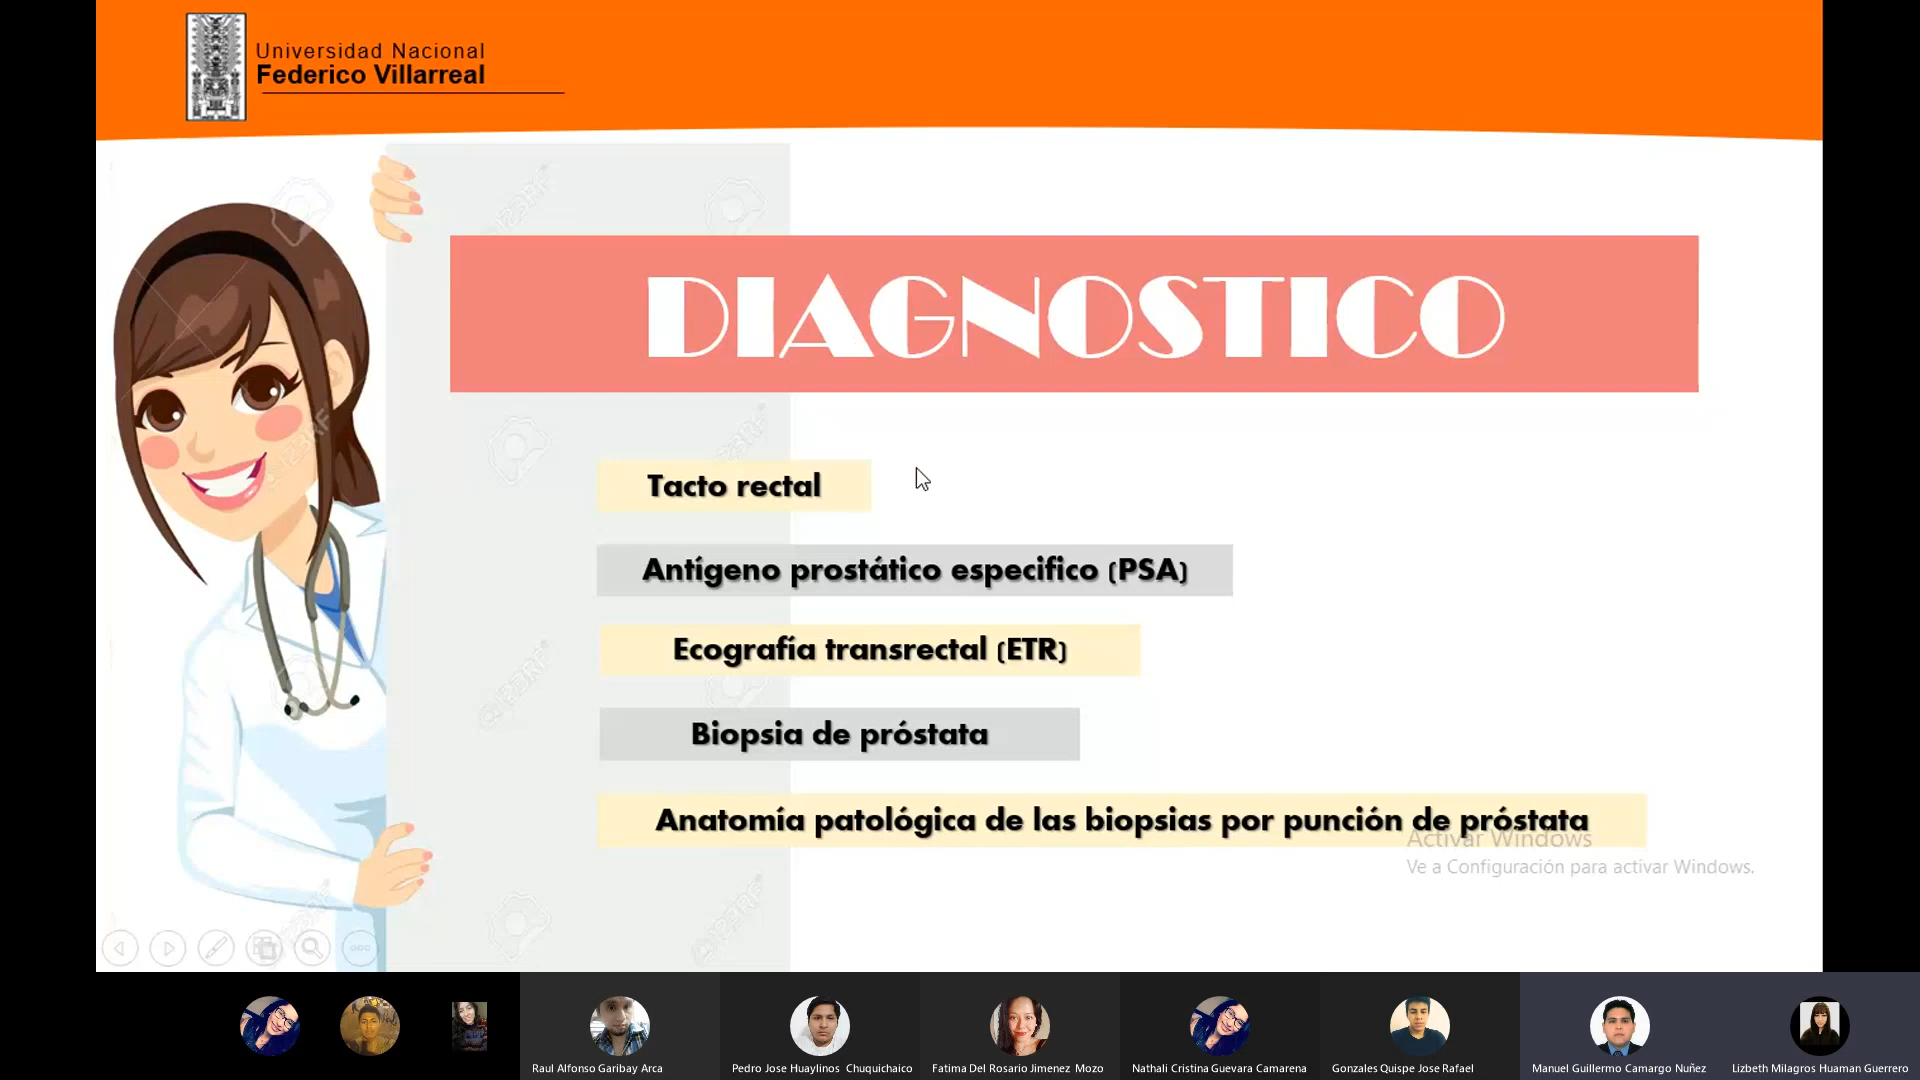 Universidad Nacional
Federico Villarreal
DIAGNOSTICO
Tacto rectal
Antígeno prostático especifico (PSA)
Ecografía transrectal (ETR)
Biopsia de próstata
Anatomía patológica de las biopsias por punción de próstata
Activar Windows
Ve a Configuración para activar Windows.
Raul Alfonso Garibay Arca
Pedro Jose Huaylinos Chuquichaico
Fatima Del Rosario Jimenez Mozo
Nathali Cristina Guevara Camarena
Gonzales Quispe Jose Rafael
Manuel Guillermo Camargo Nuñez
Lizbeth Milagros Huaman Guerrero